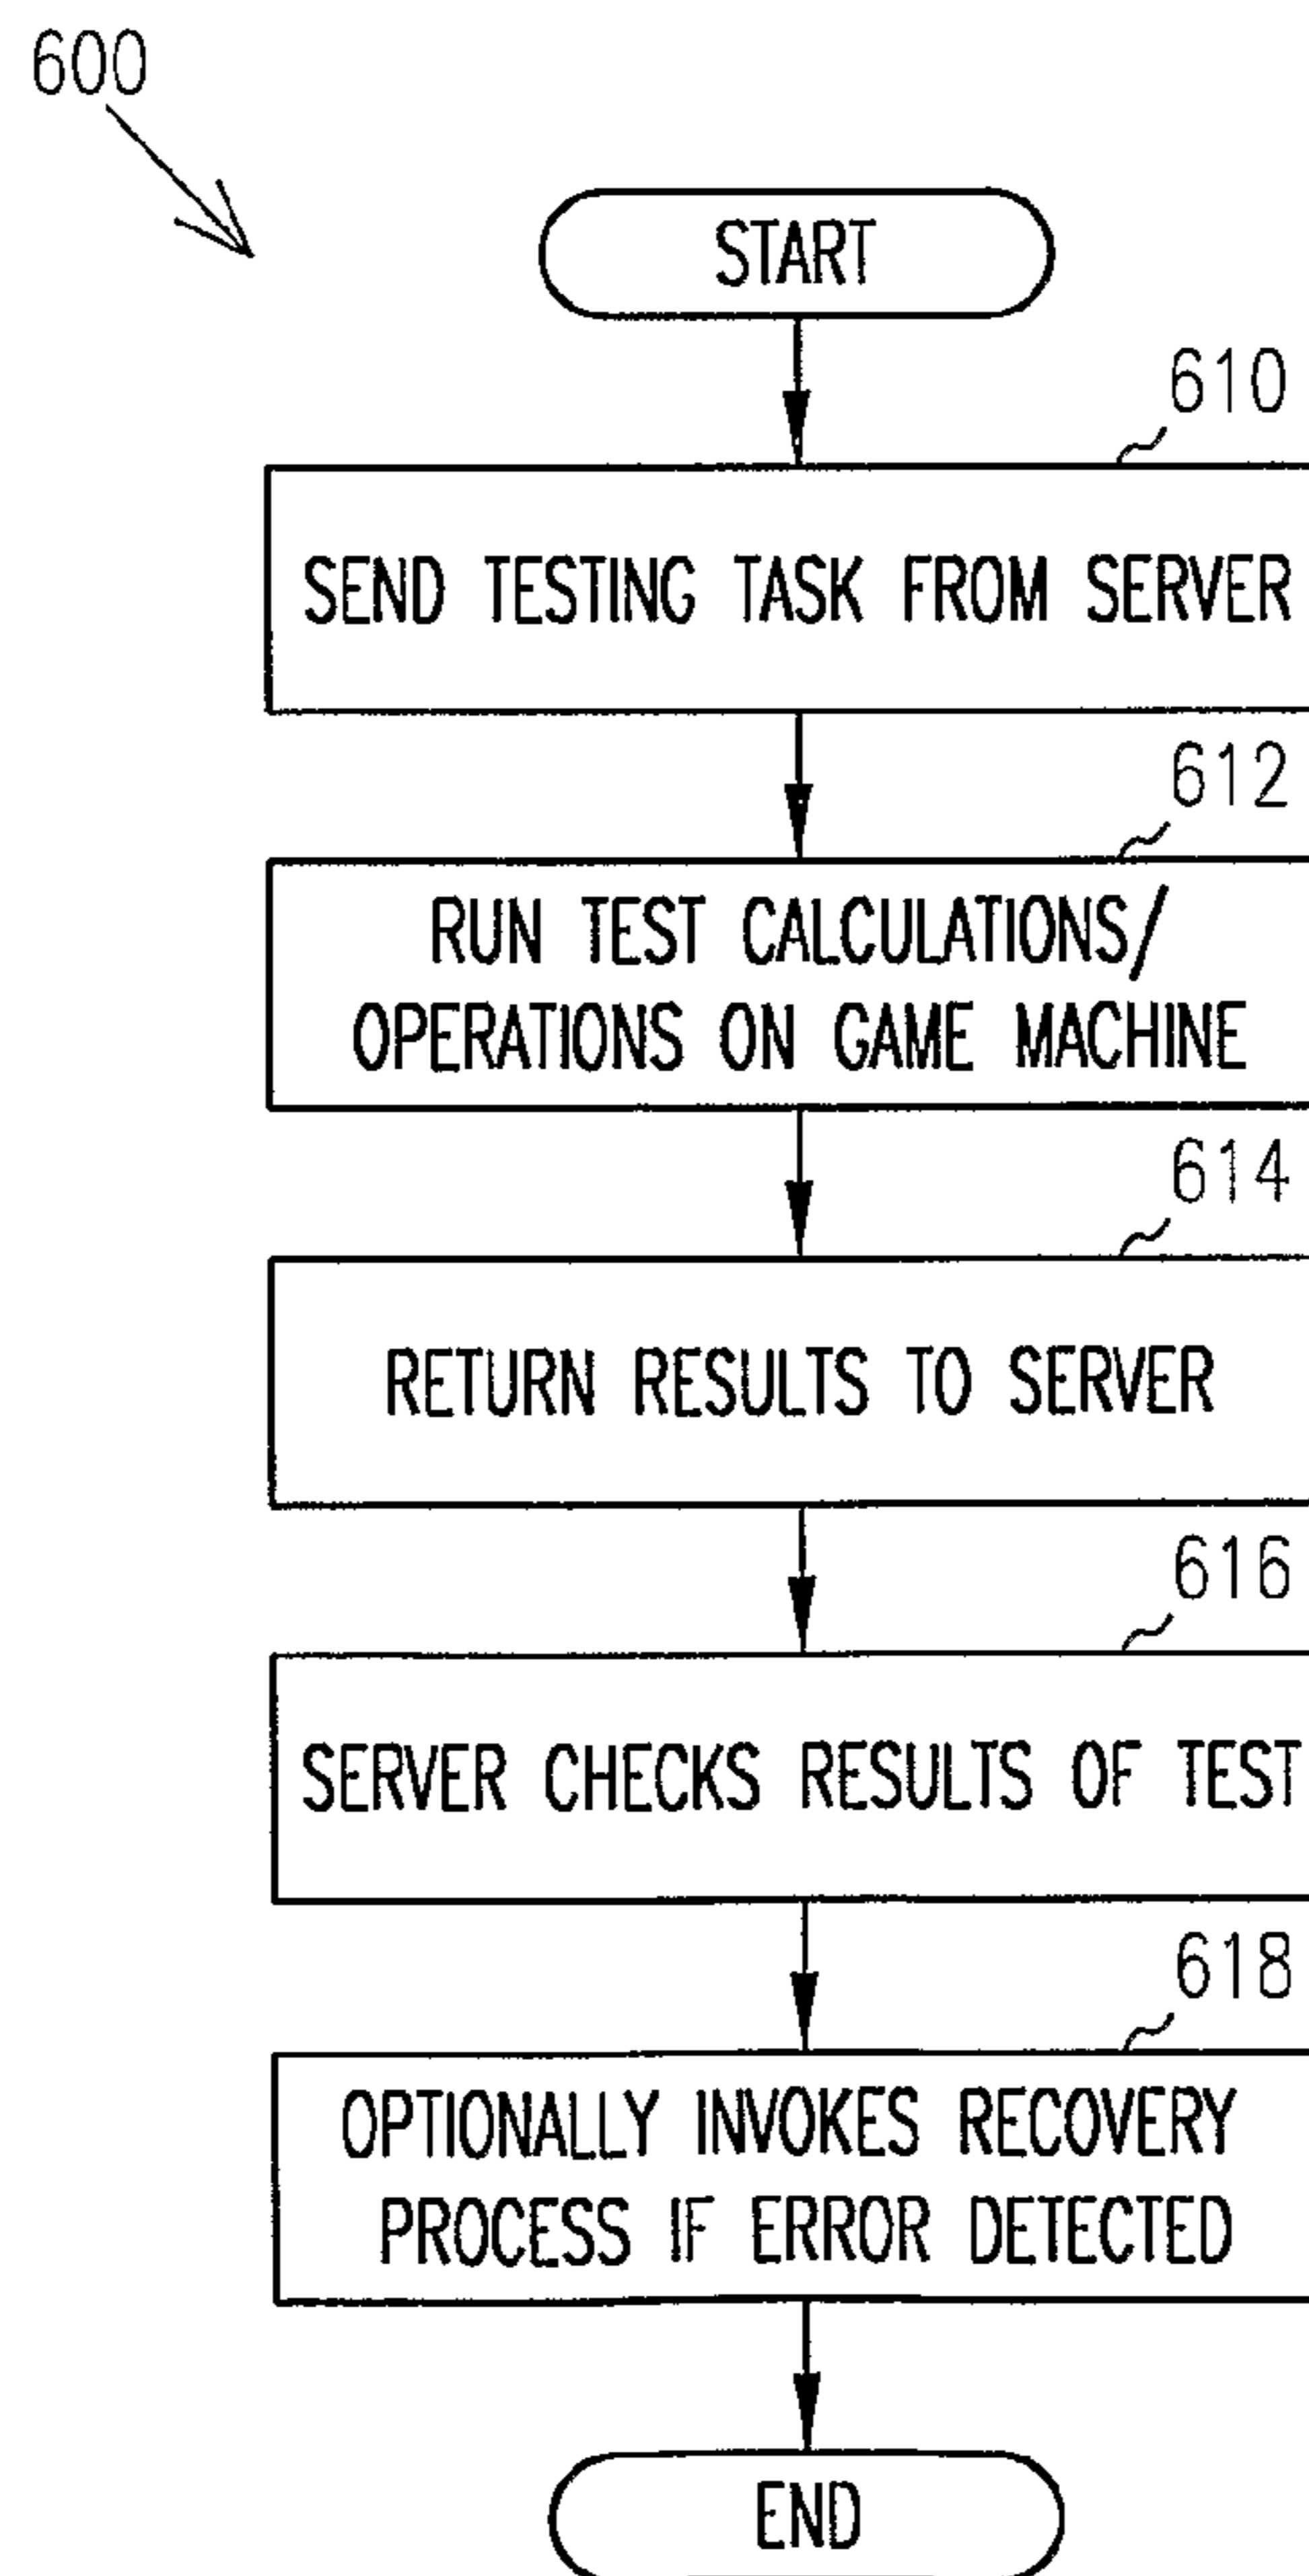 600
START
610
SEND TESTING TASK FROM SERVER
612
RUN TEST CALCULATIONS/
OPERATIONS ON GAME MACHINE
614
RETURN RESULTS TO SERVER
616
SERVER CHECKS RESULTS OF TEST
618
OPTIONALLY INVOKES RECOVERY
PROCESS IF ERROR DETECTED
END